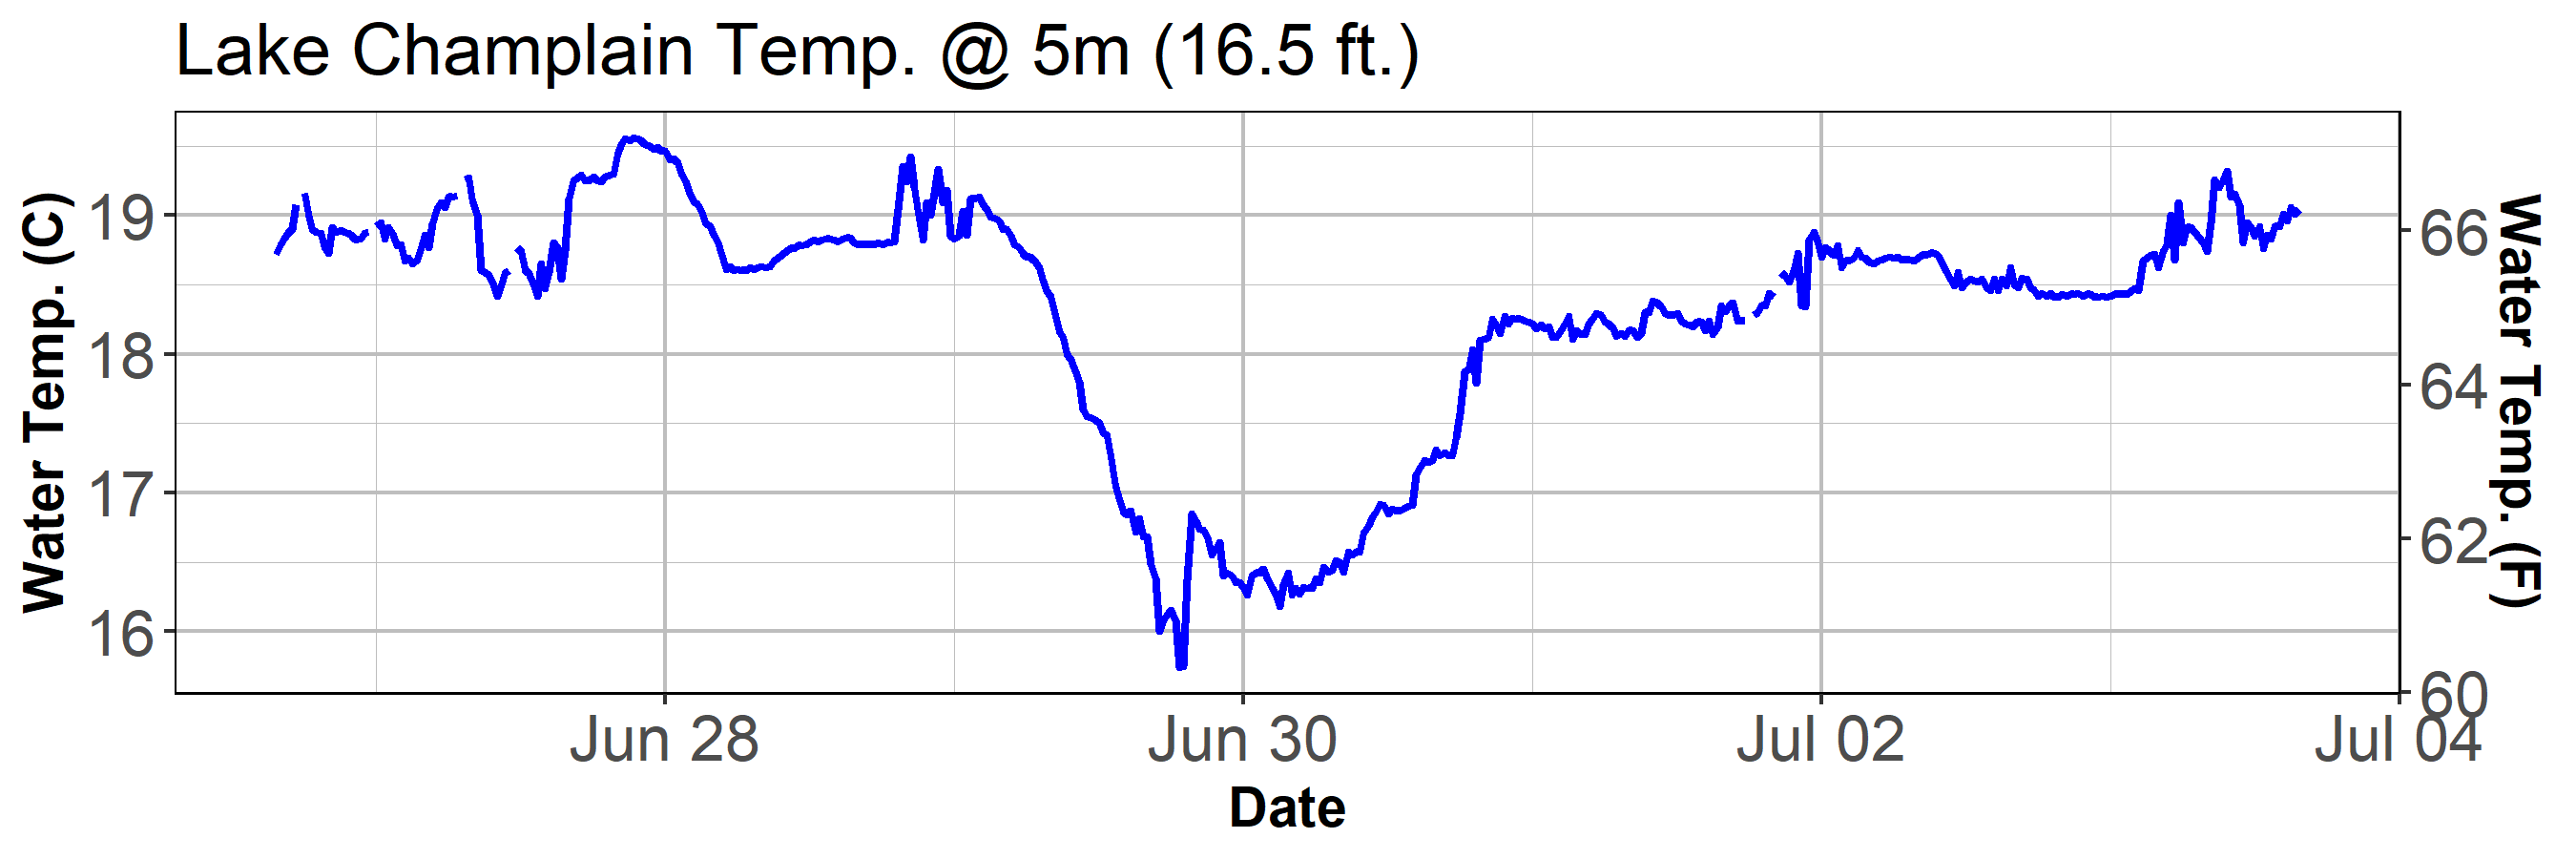 Lake Champlain Temp. @ 5m (16.5 ft.)
Water Temp. (C)
19
18
17
16
66
64
62
60
Water Temp. (F)
Jun 28
Jun 30
Jul 02
Jul 04
Date